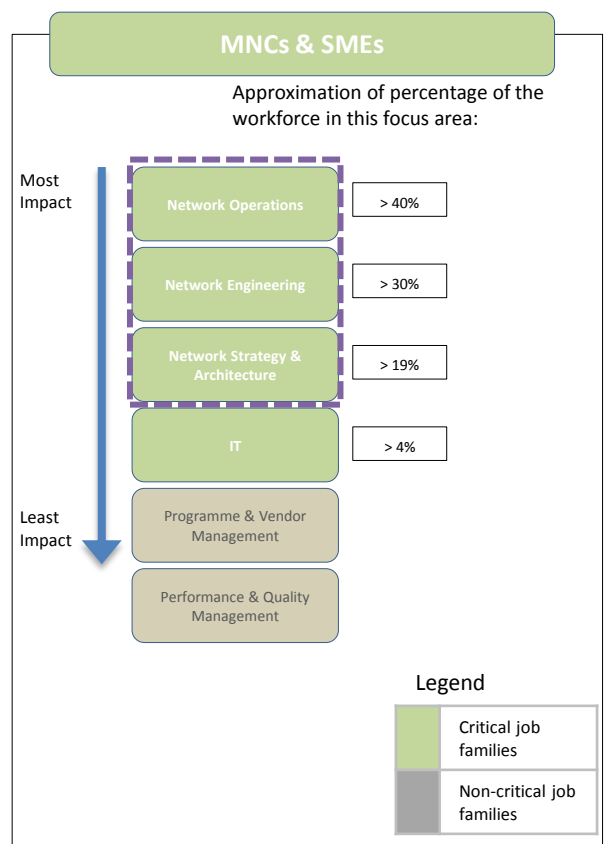 MNCs & SMEs
Approximation of percentage of the
workforce in this focus area:
Most
Impact
Network Operations
> 40%
Network Engineering
> 30%
Network Strategy &
Architecture
> 19%
IT
> 4%
Least
Impact
Programme & Vendor
Management
Performance & Quality
Management
Legend
Critical job
families
Non-critical job
families